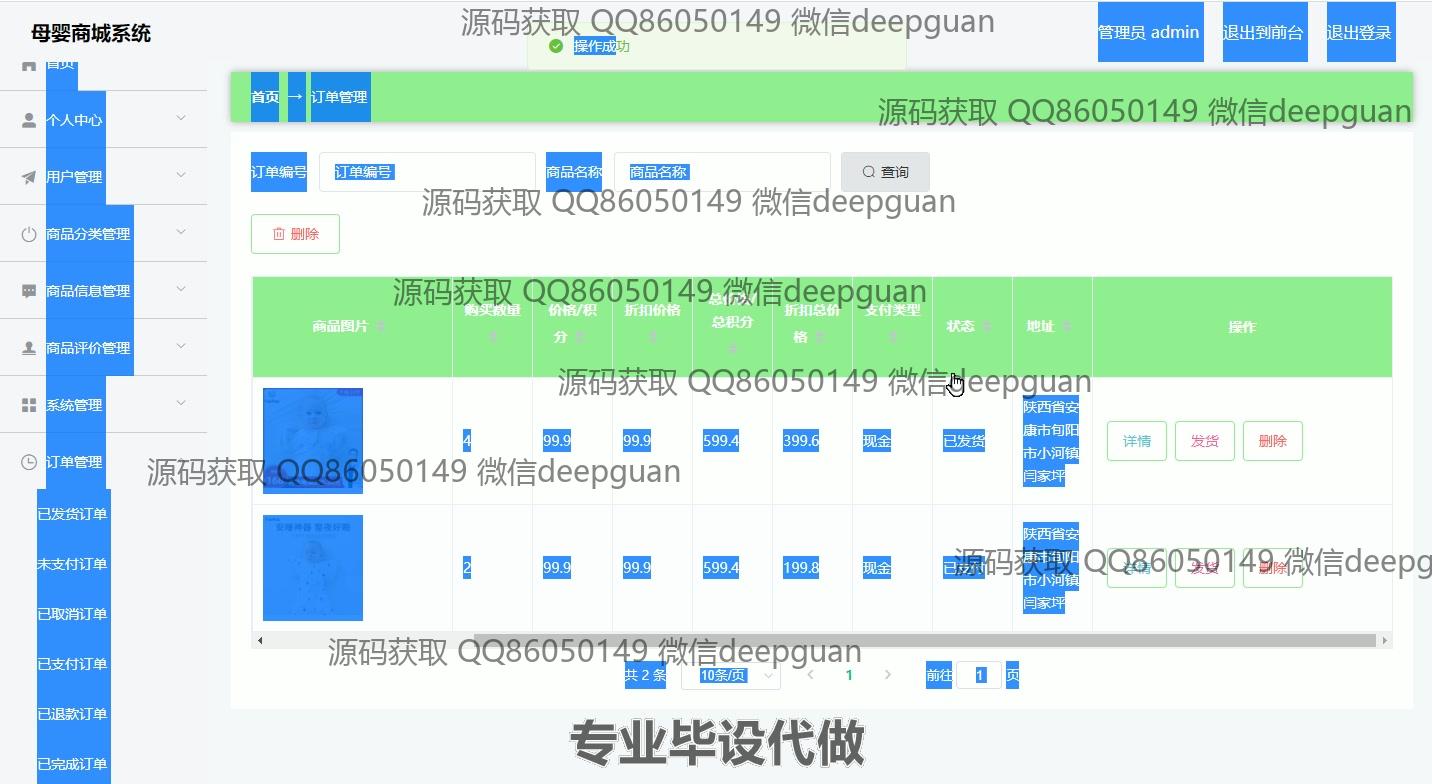 母婴商城系统
源码获取 QQ86050149 微信deepguan
操作成功
管理员 admin
退出到前台
退出登录
首页
个人中心
用户管理
商品分类管理
商品信息管理
商品评价管理
系统管理
订单管理
已发货订单
未支付订单
已取消订单
已支付订单
已退款订单
已完成订单
首页 → 订单管理
源码获取 QQ86050149 微信deepguan
订单编号 订单编号 商品名称 商品名称 查询
源码获取 QQ86050149 微信deepguan
删除
源码获取 QQ86050149 微信deepguan
商品图片 购买数量 价格/积分 折扣价格 总积分 折扣总价格 支付类型 状态 地址 操作
源码获取 QQ86050149 微信deepguan
4 99.9 99.9 599.4 399.6 现金 已发货
陕西省安
康市旬阳
市小河镇
闫家坪
详情 发货 删除
源码获取 QQ86050149 微信deepguan
2 99.9 99.9 599.4 199.8 现金 已支付
陕西省安
康市旬阳
市小河镇
闫家坪
详情 发货 删除
源码获取 QQ86050149 微信deepg
源码获取 QQ86050149 微信deepguan
共 2 条 10条/页 1 前往 1 页
专业毕设代做